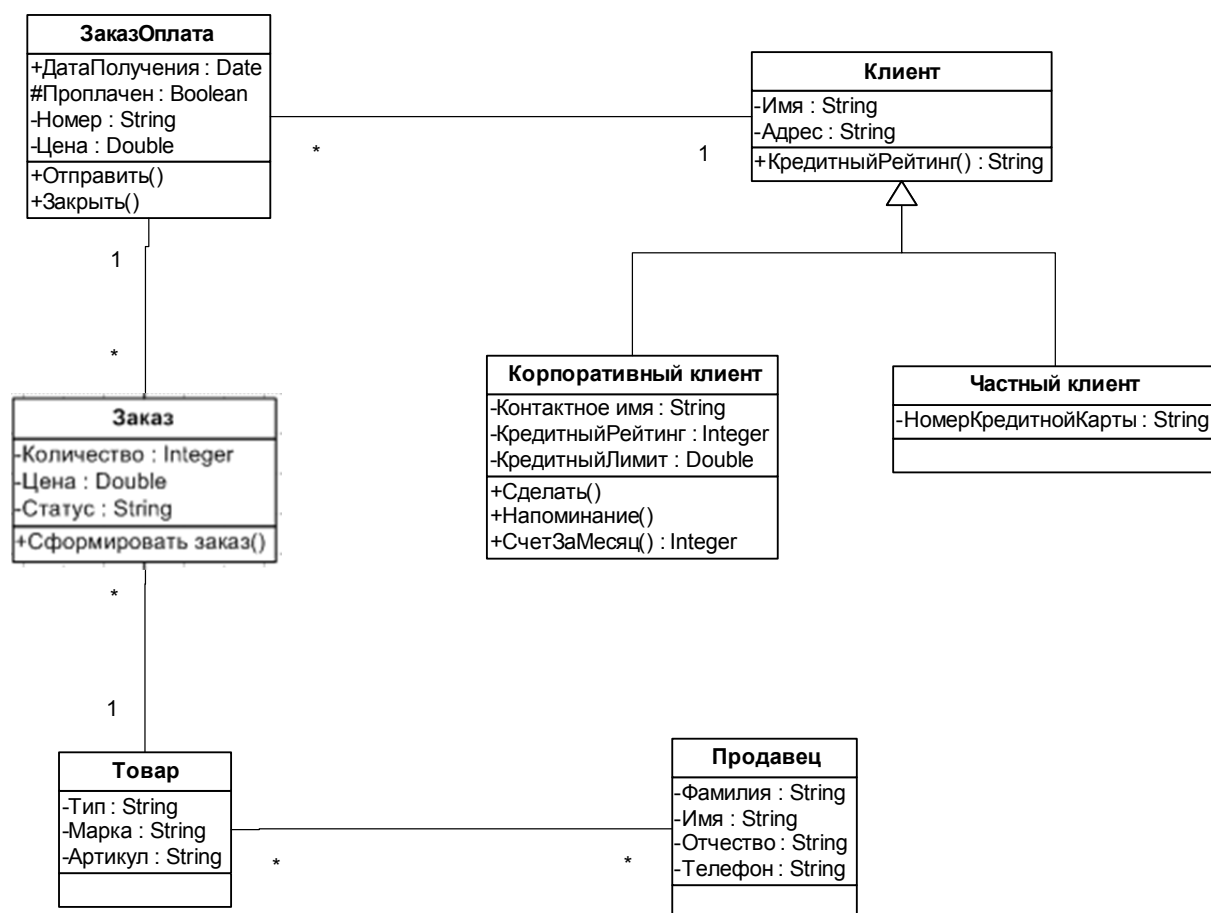 ЗаказОплата
+ДатаПолучения : Date
#Проплачен : Boolean
-Номер : String
-Цена : Double
+Отправить()
+Закрыть()
Клиент
-Имя : String
-Адрес : String
+КредитныйРейтинг() : String
*
1
1
*
Корпоративный клиент
-Контактное имя : String
-КредитныйРейтинг : Integer
-КредитныйЛимит : Double
+Сделать()
+Напоминание()
+СчетЗаМесяц() : Integer
Частный клиент
-НомерКредитнойКарты : String
Заказ
-Количество : Integer
-Цена : Double
-Статус : String
+Сформировать заказ()
*
1
Товар
-Тип : String
-Марка : String
-Артикул : String
*
*
Продавец
-Фамилия : String
-Имя : String
-Отчество : String
-Телефон : String